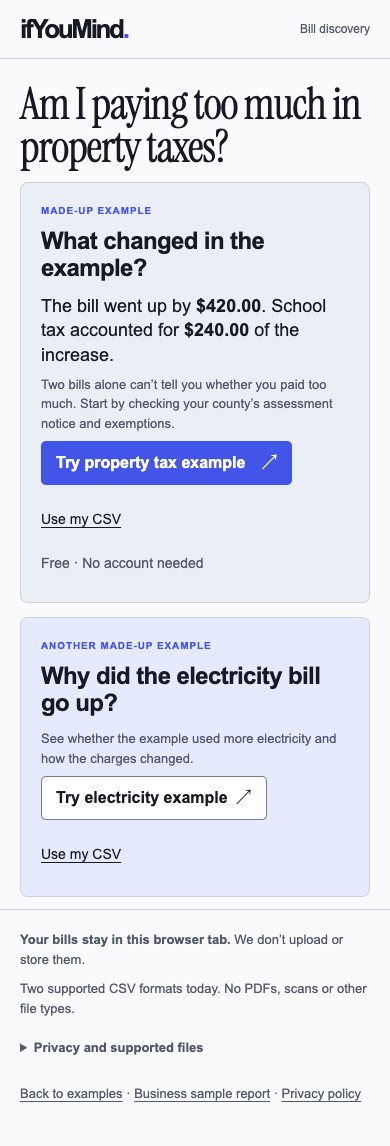 ifYouMind.
Bill discovery
Am I paying too much in
property taxes?
MADE-UP EXAMPLE
What changed in the
example?
The bill went up by $420.00. School
tax accounted for $240.00 of the
increase.
Two bills alone can’t tell you whether you paid too
much. Start by checking your county’s assessment
notice and exemptions.
Try property tax example ↗
Use my CSV
Free · No account needed
ANOTHER MADE-UP EXAMPLE
Why did the electricity bill
go up?
See whether the example used more electricity and
how the charges changed.
Try electricity example ↗
Use my CSV
Your bills stay in this browser tab. We don’t upload or
store them.
Two supported CSV formats today. No PDFs, scans or other
file types.
▶ Privacy and supported files
Back to examples · Business sample report · Privacy policy